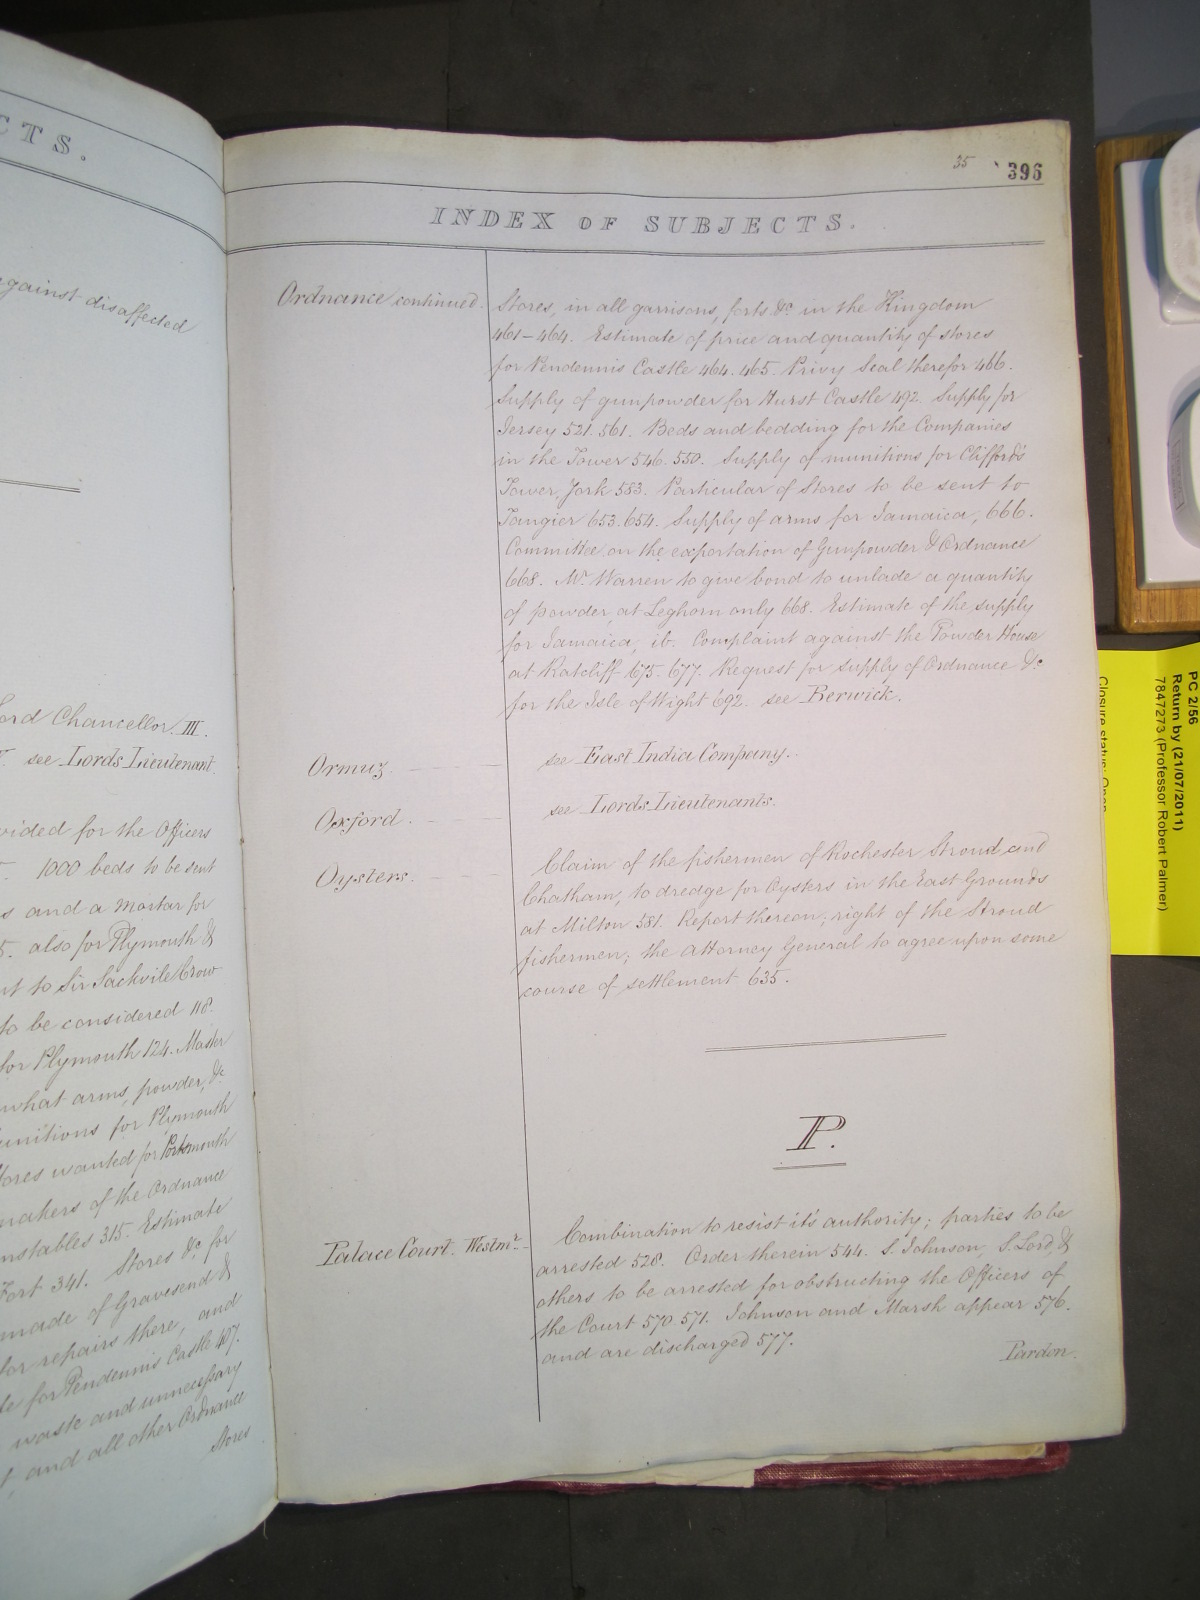 CTS.
against disaffected
Lord Chancellor III.
see Lords Lieutenant.
vided for the Officers
1000 beds to be sent
s and a Mortar for
5. also for Plymouth &
nt to Sir Sackvile Crow
to be considered 118.
for Plymouth 124. Master
what arms, powder, &c
unitions for Plymouth
tores wanted for Portsmouth
makers of the Ordnance
nstables 315. Estimate
Fort 341. Stores &c. for
made of Gravesend &
for repairs there, and
le for Pendennis Castle 407.
waste and unnecessary
t, and all other Ordnance
Stores
35 396
INDEX OF SUBJECTS.
Ordnance continued. Stores, in all garrisons, forts &c. in the Kingdom
461–464. Estimate of price and quantity of stores
for Pendennis Castle 464. 465. Privy Seal therefor 466.
Supply of gunpowder for Hurst Castle 492. Supply for
Jersey 521. 561. Beds and bedding for the Companies
in the Tower 546. 550. Supply of munitions for Clifford's
Tower, York 553. Particular of Stores to be sent to
Tangier 653. 654. Supply of arms for Jamaica, 666.
Committee on the exportation of Gunpowder & Ordnance
668. Mr. Warren to give bond to unlade a quantity
of powder, at Leghorn only 668. Estimate of the supply
for Jamaica, ib. Complaint against the Powder House
at Ratcliff 675. 677. Request for supply of Ordnance &c
for the Isle of Wight 692. see Berwick.
Ormuz. see East India Company.
Oxford. see Lords Lieutenants.
Oysters. Claim of the fishermen of Rochester Stroud and
Chatham, to dredge for Oysters in the East Grounds
at Milton 581. Report thereon; right of the Stroud
fishermen; the Attorney General to agree upon some
course of settlement 635.
P.
Palace Court. Westmr. Combination to resist it's authority; parties to be
arrested 528. Order therein 544. S. Johnson, S. Lord, &
others to be arrested for obstructing the Officers of
the Court 570. 571. Johnson and Marsh appear 576.
and are discharged 577.
Pardon.
PC 2/56
Return by (21/07/2011)
7847273 (Professor Robert Palmer)
Closure status: Open